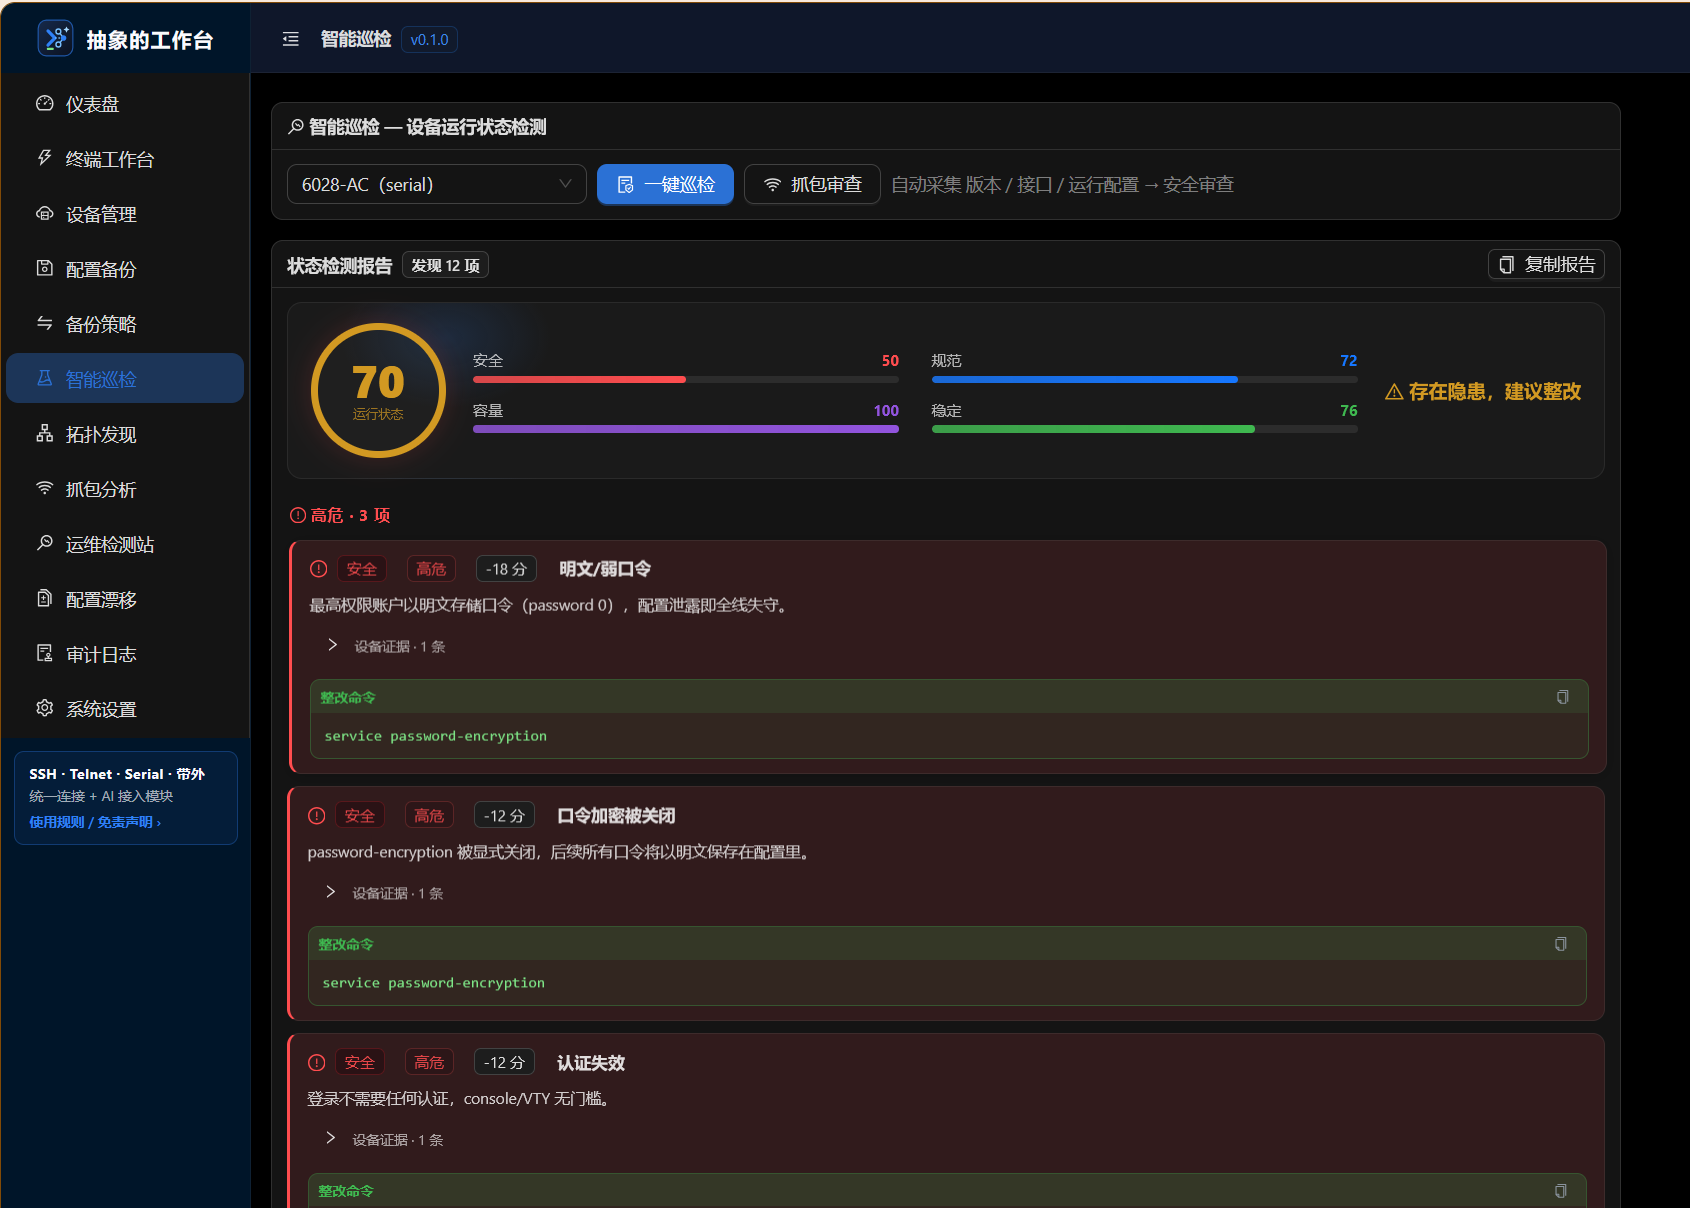 抽象的工作台
智能巡检 v0.1.0
仪表盘
终端工作台
设备管理
配置备份
备份策略
智能巡检
拓扑发现
抓包分析
运维检测站
配置漂移
审计日志
系统设置
SSH · Telnet · Serial · 带外
统一连接 + AI 接入模块
使用规则 / 免责声明 ›
智能巡检 — 设备运行状态检测
6028-AC（serial） 一键巡检 抓包审查 自动采集 版本 / 接口 / 运行配置 → 安全审查
状态检测报告 发现 12 项 复制报告
70
运行状态
安全 50
规范 72
容量 100
稳定 76
存在隐患，建议整改
高危 · 3 项
安全 高危 -18 分 明文/弱口令
最高权限账户以明文存储口令（password 0），配置泄露即全线失守。
设备证据 · 1 条
整改命令
service password-encryption
安全 高危 -12 分 口令加密被关闭
password-encryption 被显式关闭，后续所有口令将以明文保存在配置里。
设备证据 · 1 条
整改命令
service password-encryption
安全 高危 -12 分 认证失效
登录不需要任何认证，console/VTY 无门槛。
设备证据 · 1 条
整改命令